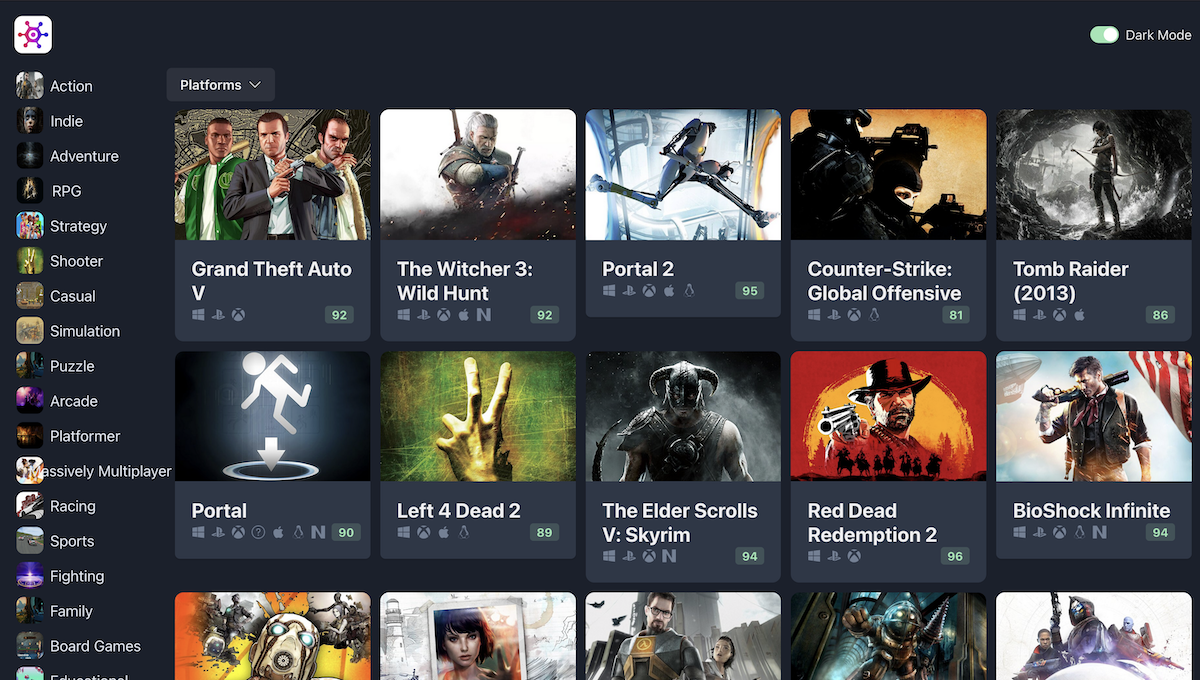 Dark Mode
Platforms
Action
Indie
Adventure
RPG
Strategy
Shooter
Casual
Simulation
Puzzle
Arcade
Platformer
Massively Multiplayer
Racing
Sports
Fighting
Family
Board Games
Educational
Grand Theft Auto
V
92
The Witcher 3:
Wild Hunt
92
Portal 2
95
Counter-Strike:
Global Offensive
81
Tomb Raider
(2013)
86
Portal
90
Left 4 Dead 2
89
The Elder Scrolls
V: Skyrim
94
Red Dead
Redemption 2
96
BioShock Infinite
94